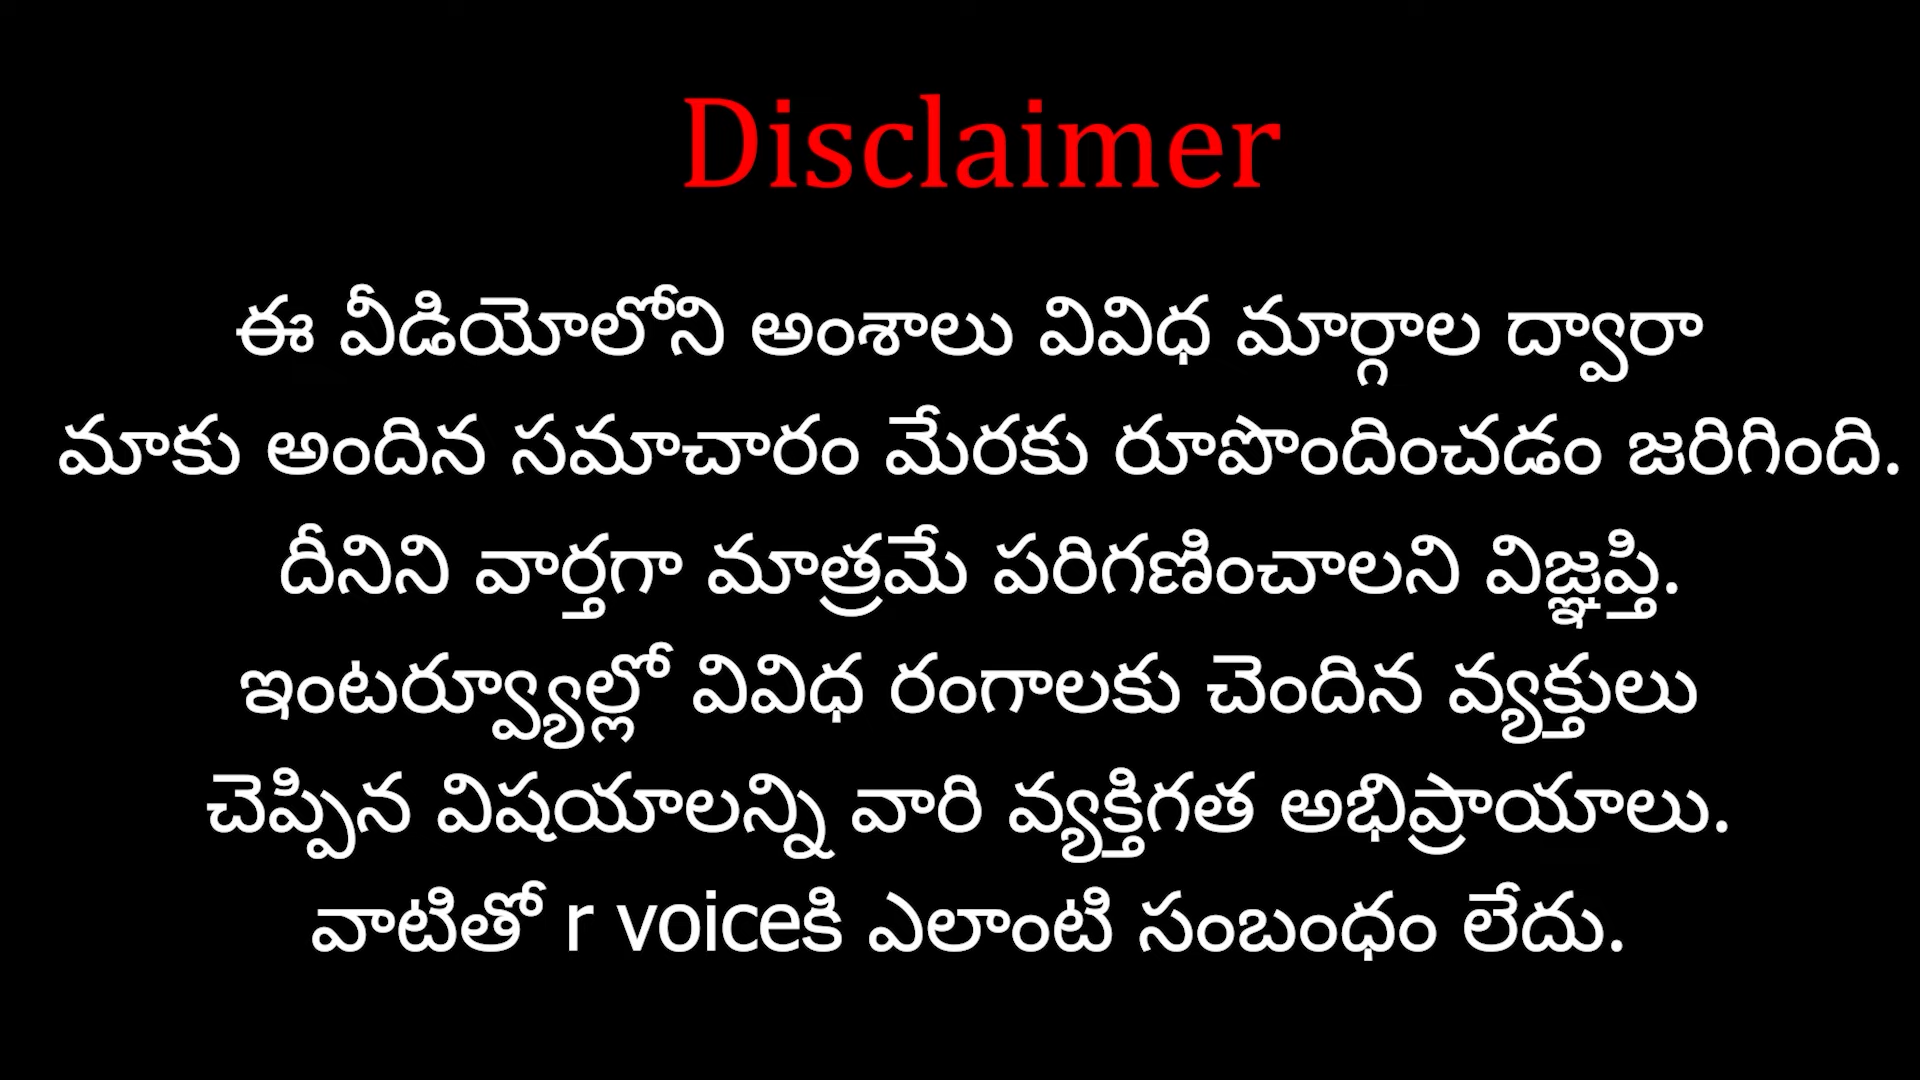 Disclaimer
ఈ వీడియోలోని అంశాలు వివిధ మార్గాల ద్వారా
మాకు అందిన సమాచారం మేరకు రూపొందించడం జరిగింది.
దీనిని వార్తగా మాత్రమే పరిగణించాలని విజ్ఞప్తి.
ఇంటర్వ్యూల్లో వివిధ రంగాలకు చెందిన వ్యక్తులు
చెప్పిన విషయాలన్ని వారి వ్యక్తిగత అభిప్రాయాలు.
వాటితో r voiceకి ఎలాంటి సంబంధం లేదు.